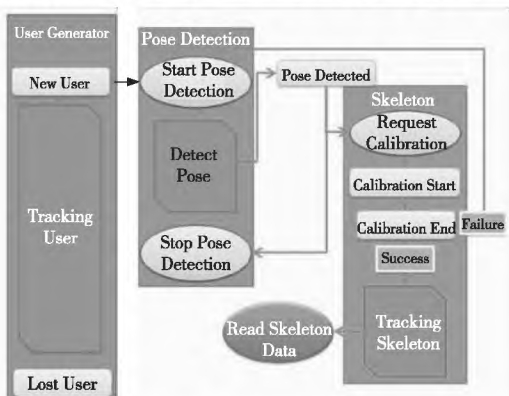 User Generator
New User
Tracking
User
Lost User
Pose Detection
Start Pose
Detection
Detect
Pose
Stop Pose
Detection
Pose Detected
Skeleton
Request
Calibration
Calibration Start
Calibration End
Failure
Success
Tracking
Skeleton
Read Skeleton
Data